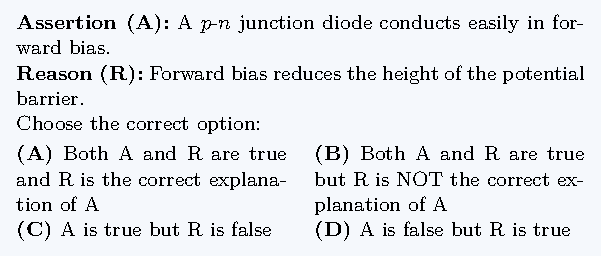 Assertion (A): A p-n junction diode conducts easily in for-
ward bias.
Reason (R): Forward bias reduces the height of the potential
barrier.
Choose the correct option:
(A) Both A and R are true
and R is the correct explana-
tion of A
(B) Both A and R are true
but R is NOT the correct ex-
planation of A
(C) A is true but R is false
(D) A is false but R is true